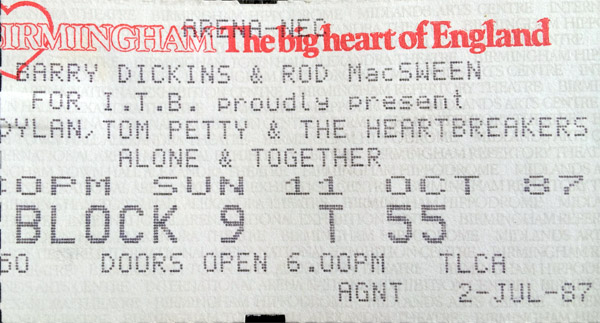 ARENA-NEC
BIRMINGHAM The big heart of England
BARRY DICKINS & ROD MacSWEEN
FOR I.T.B. proudly present
DYLAN, TOM PETTY & THE HEARTBREAKERS
ALONE & TOGETHER
0PM SUN 11 OCT 87
BLOCK 9 T 55
50 DOORS OPEN 6.00PM TLCA
AGNT 2-JUL-87